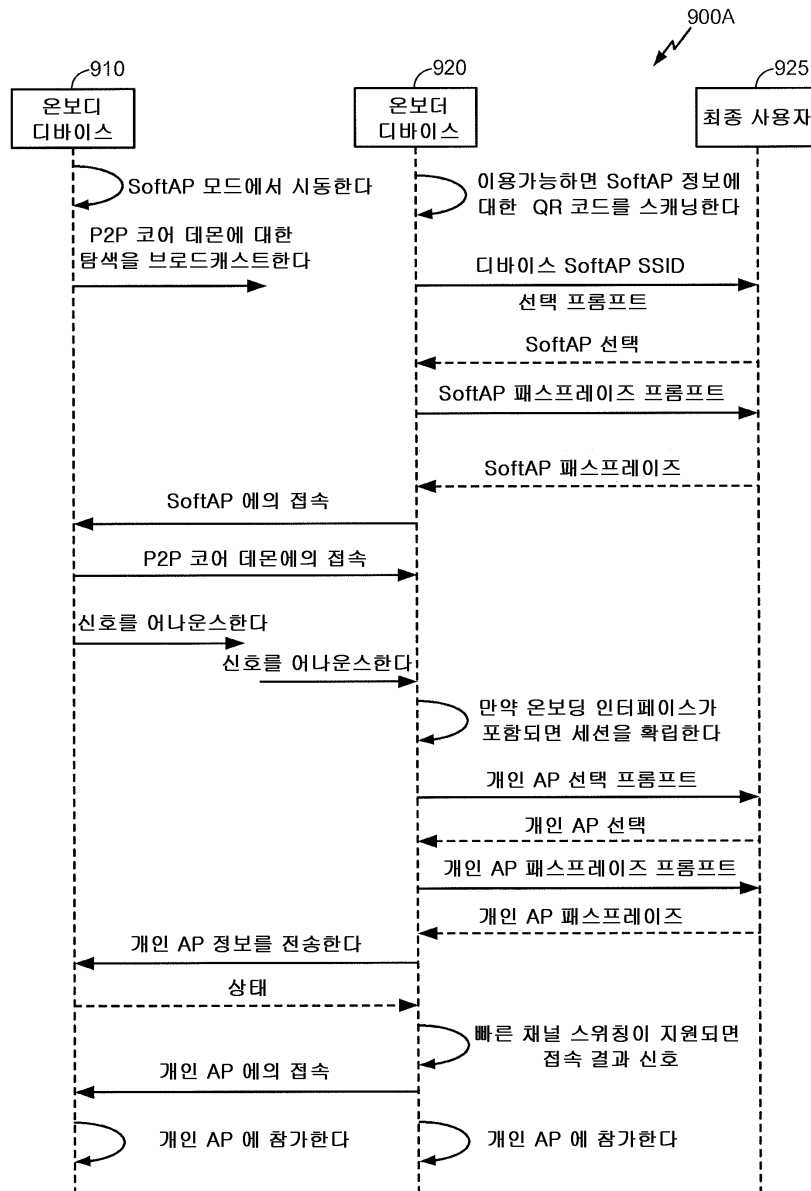 900A
910
920
925
온보디
디바이스
온보더
디바이스
최종 사용자
SoftAP 모드에서 시동한다
이용가능하면 SoftAP 정보에
대한 QR 코드를 스캐닝한다
P2P 코어 데몬에 대한
탐색을 브로드캐스트한다
디바이스 SoftAP SSID
선택 프롬프트
SoftAP 선택
SoftAP 패스프레이즈 프롬프트
SoftAP 패스프레이즈
SoftAP 에의 접속
P2P 코어 데몬에의 접속
신호를 어나운스한다
신호를 어나운스한다
만약 온보딩 인터페이스가
포함되면 세션을 확립한다
개인 AP 선택 프롬프트
개인 AP 선택
개인 AP 패스프레이즈 프롬프트
개인 AP 패스프레이즈
개인 AP 정보를 전송한다
상태
빠른 채널 스위칭이 지원되면
접속 결과 신호
개인 AP 에의 접속
개인 AP 에 참가한다
개인 AP 에 참가한다